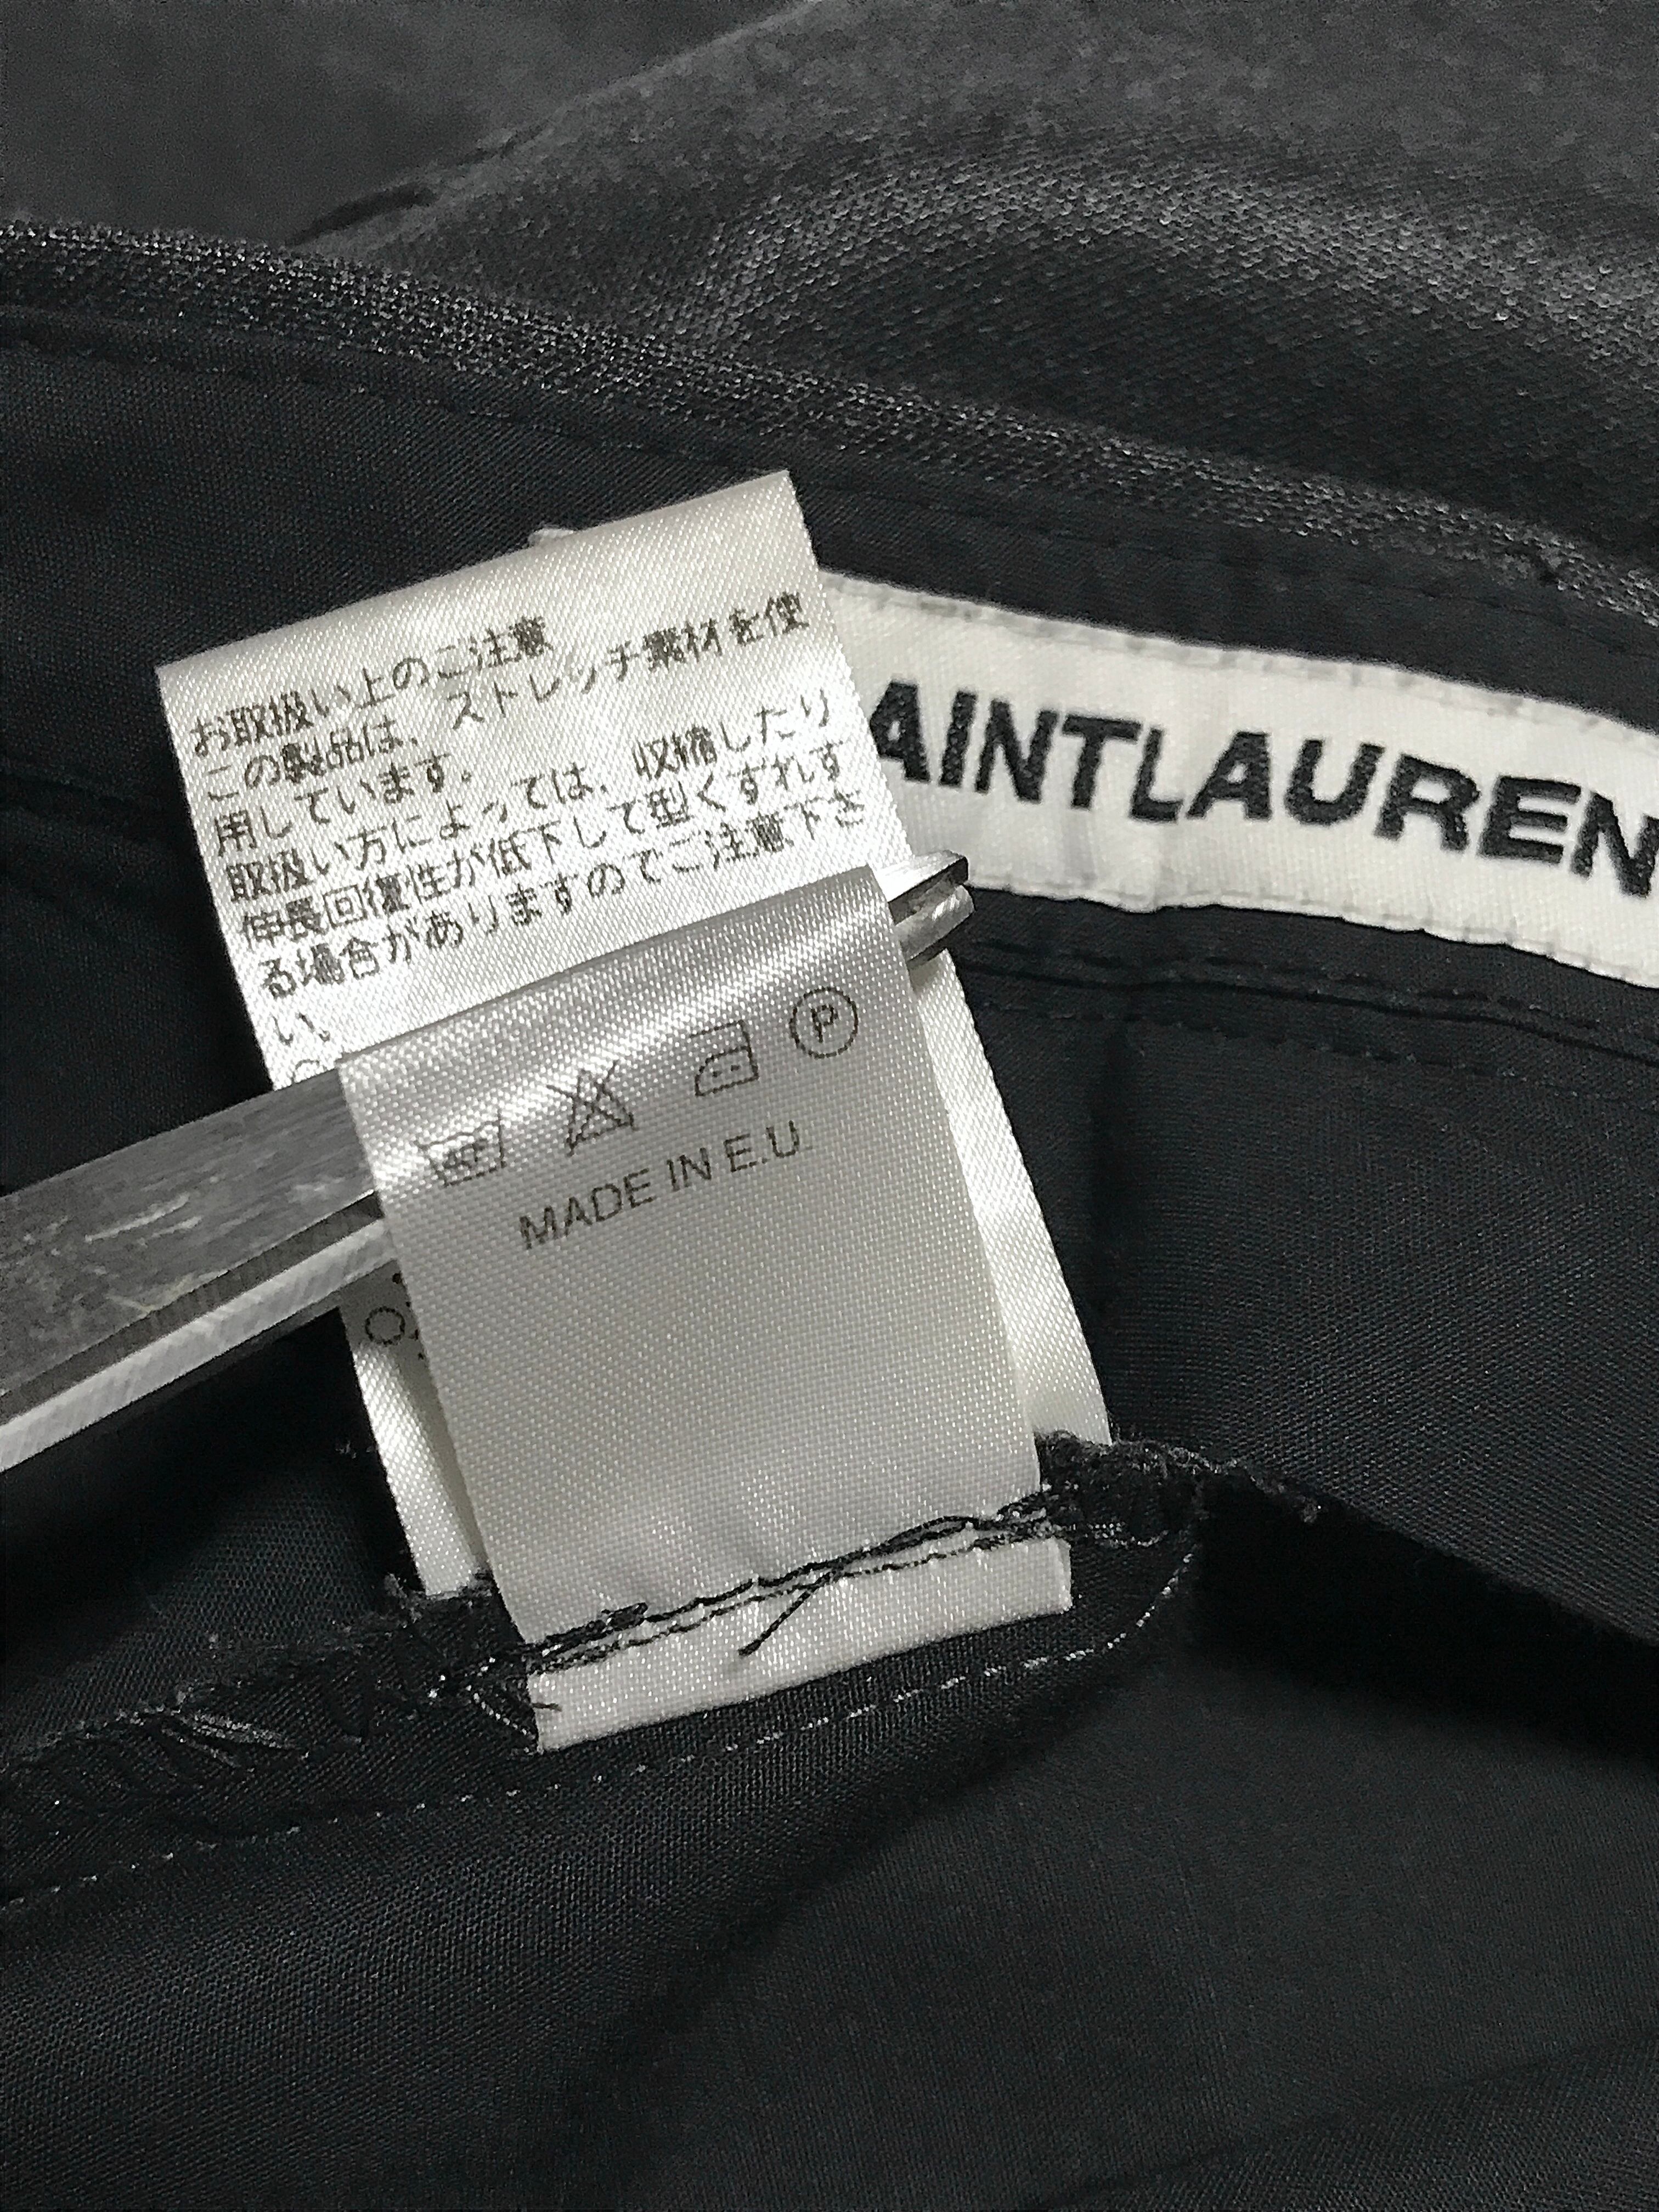 お取扱い上のご注意
この製品は、ストレッチ素材を使
用しています。
取扱い方によっては、収縮したり
伸長回復性が低下して型くずれす
る場合がありますのでご注意下さ
い。
AINTLAUREN
P
MADE IN E.U.